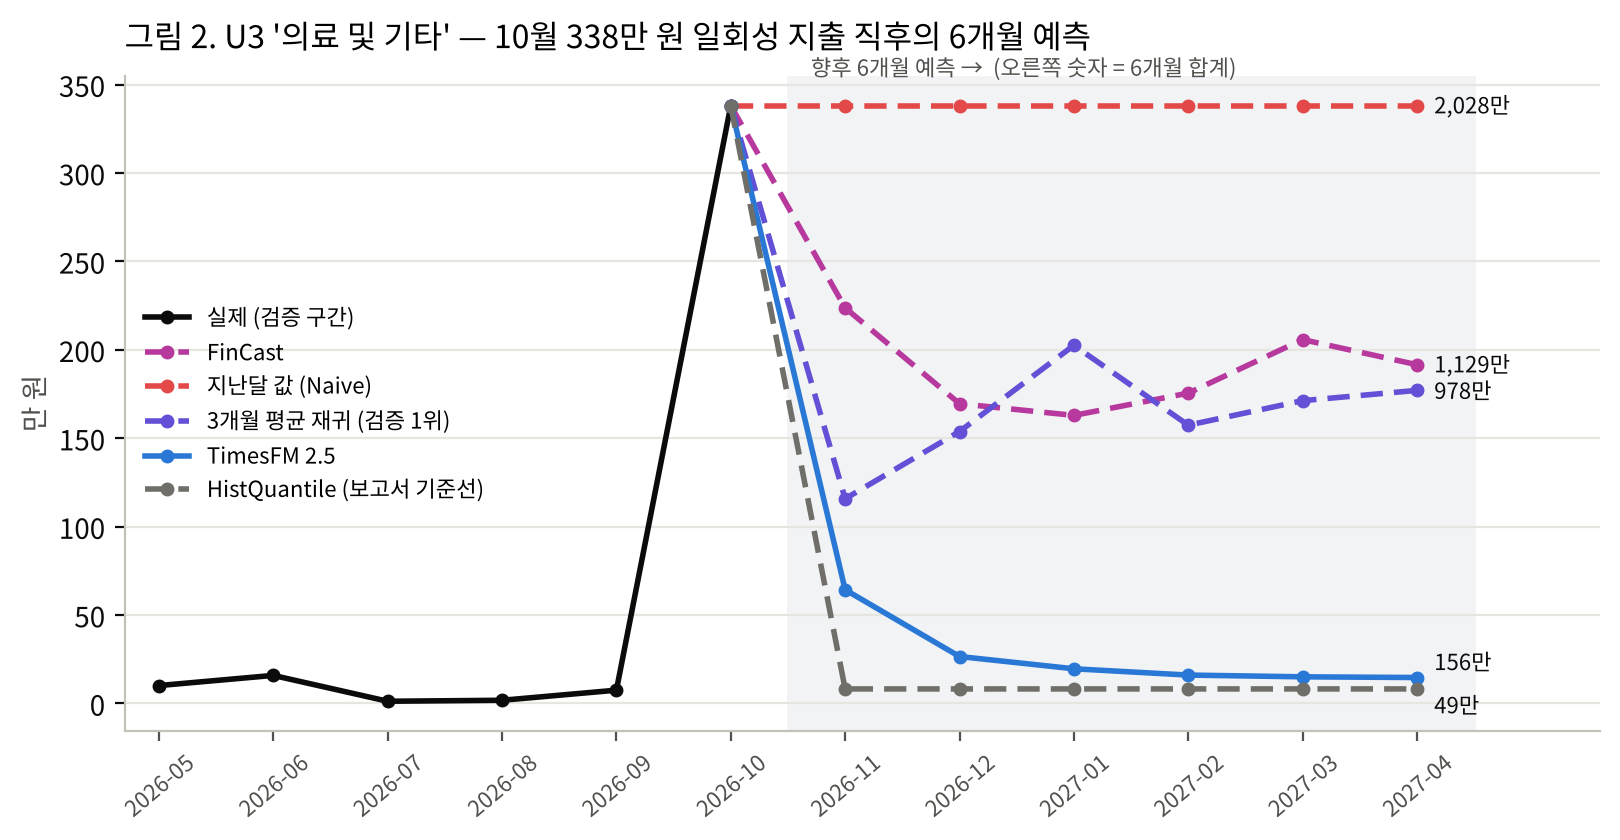 그림 2. U3 '의료 및 기타' — 10월 338만 원 일회성 지출 직후의 6개월 예측
향후 6개월 예측 → (오른쪽 숫자 = 6개월 합계)
만 원
350
300
250
200
150
100
50
0
실제 (검증 구간)
FinCast
지난달 값 (Naive)
3개월 평균 재귀 (검증 1위)
TimesFM 2.5
HistQuantile (보고서 기준선)
2,028만
1,129만
978만
156만
49만
2026-05
2026-06
2026-07
2026-08
2026-09
2026-10
2026-11
2026-12
2027-01
2027-02
2027-03
2027-04